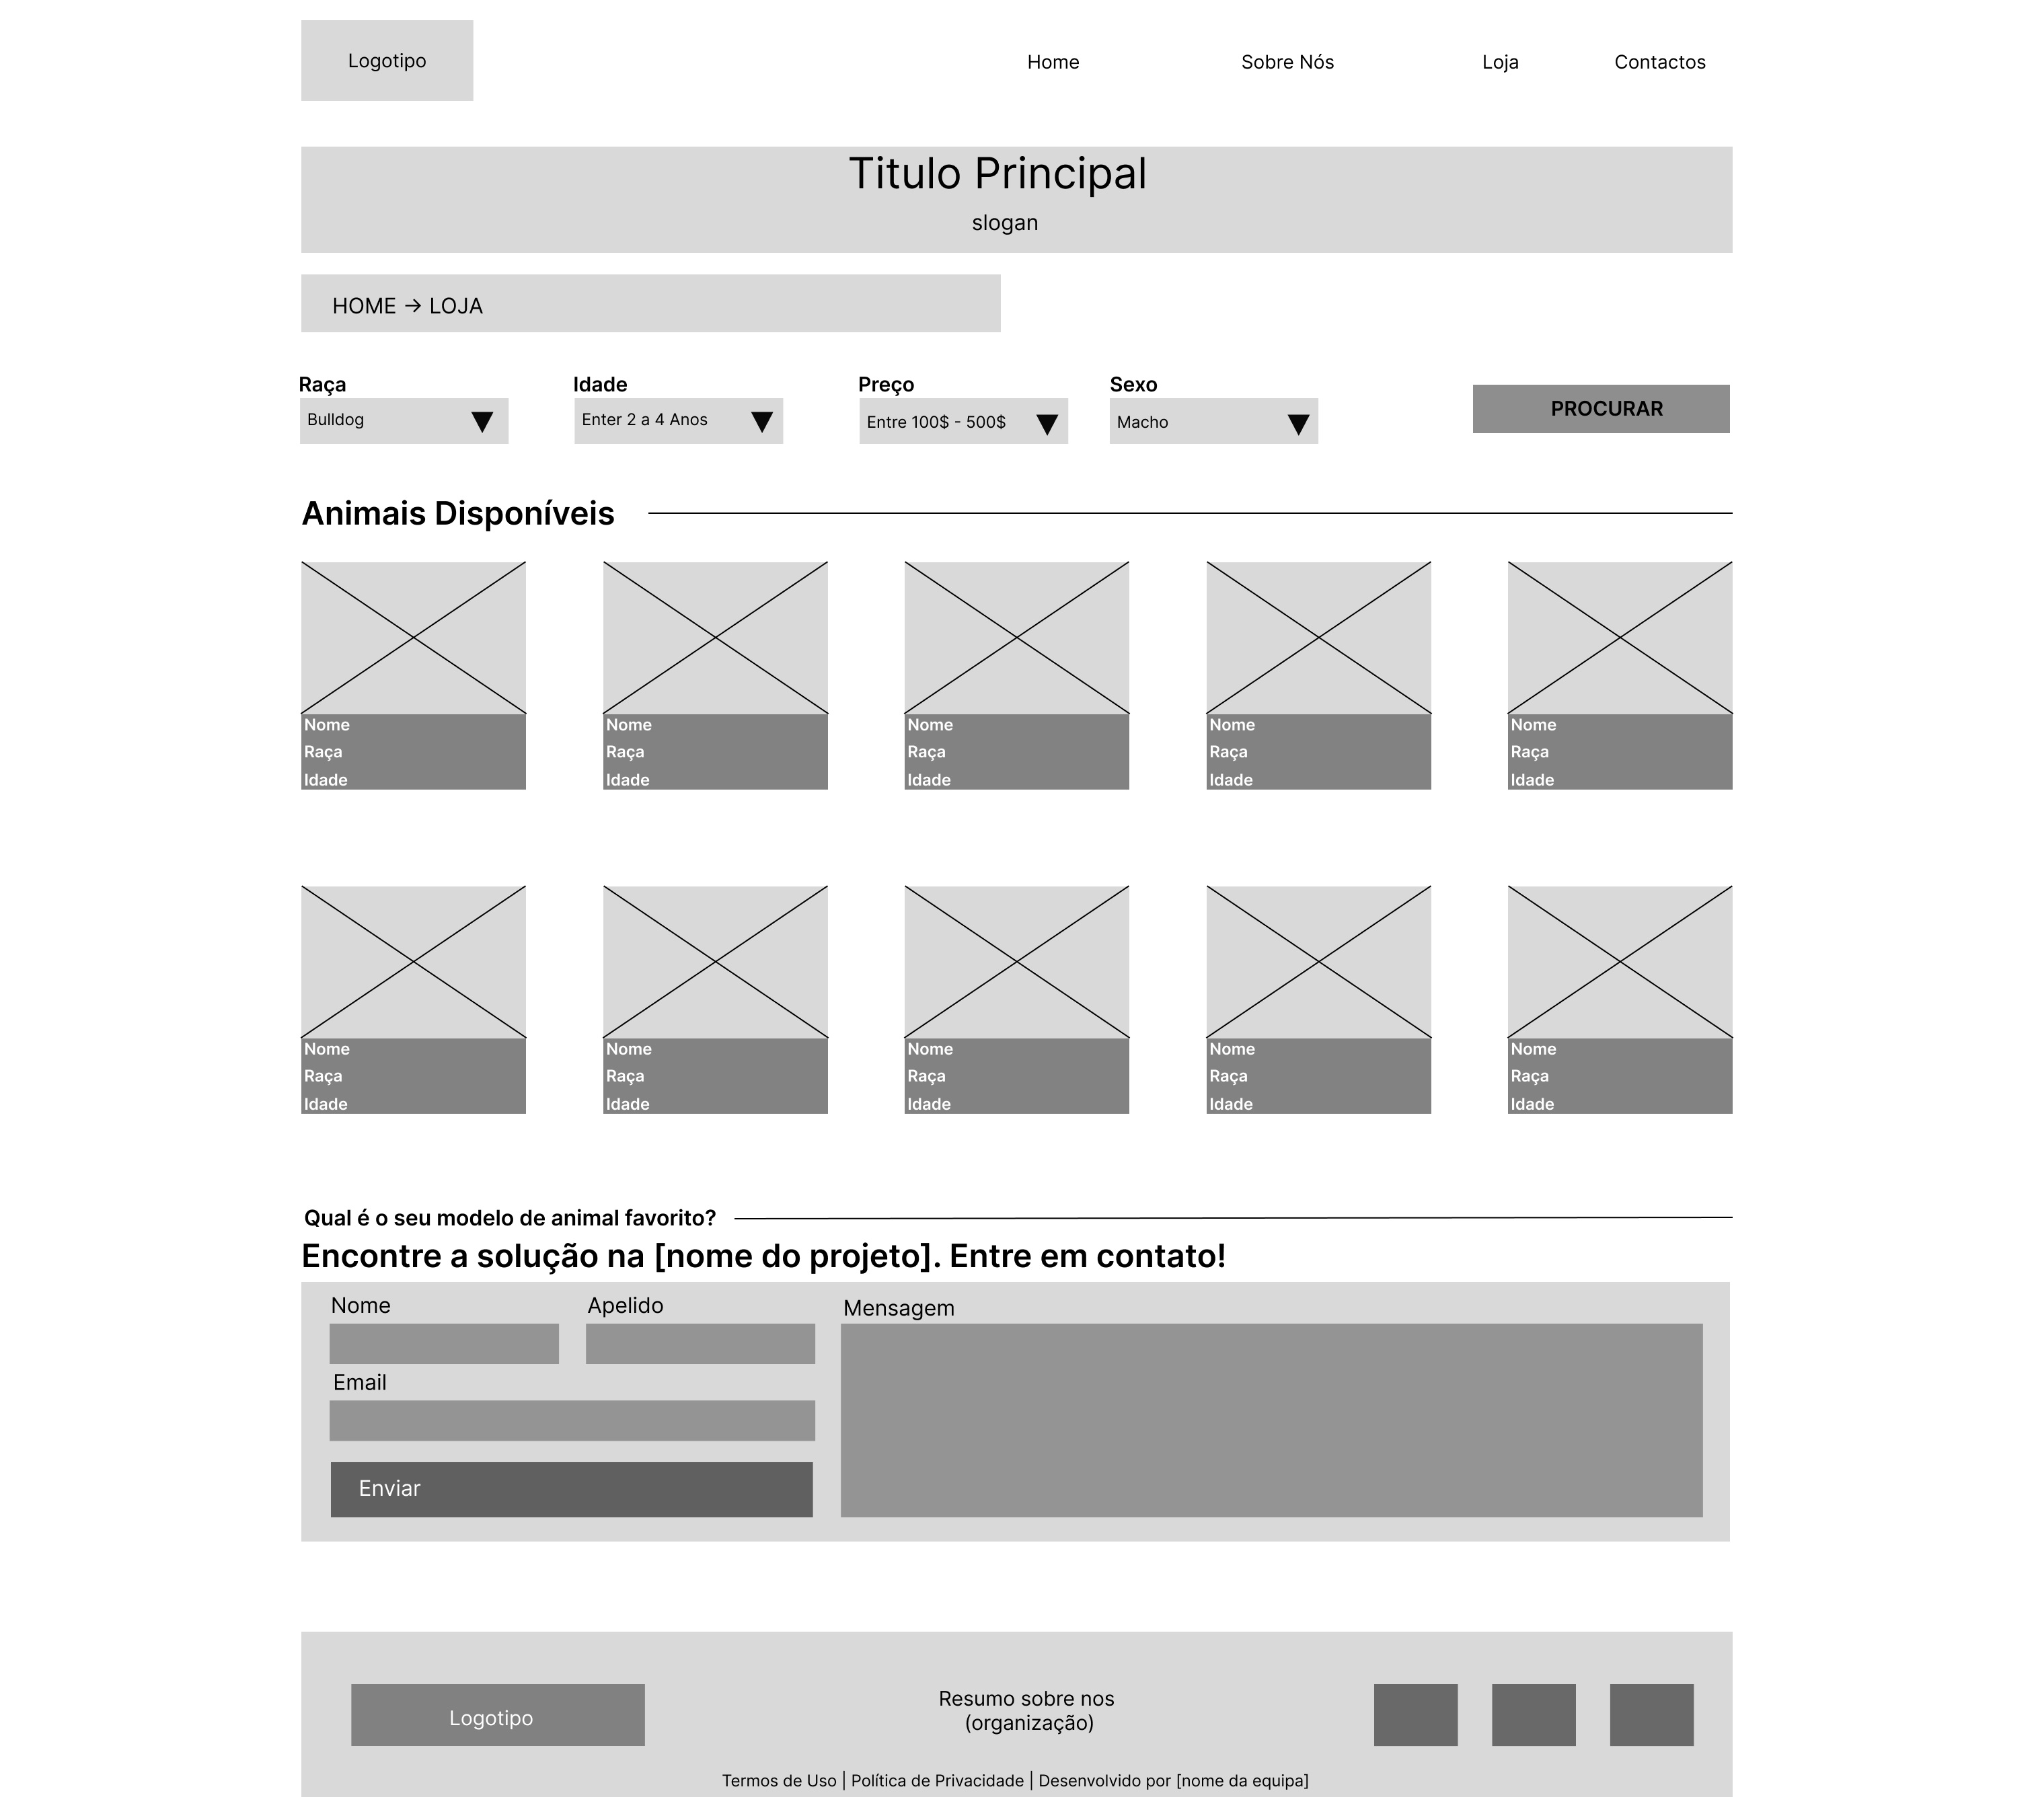 Logotipo
Home
Sobre Nós
Loja
Contactos
Titulo Principal
slogan
HOME → LOJA
Raça
Idade
Preço
Sexo
Bulldog
Enter 2 a 4 Anos
Entre 100$ - 500$
Macho
PROCURAR
Animais Disponíveis
Nome
Raça
Idade
Nome
Raça
Idade
Nome
Raça
Idade
Nome
Raça
Idade
Nome
Raça
Idade
Nome
Raça
Idade
Nome
Raça
Idade
Nome
Raça
Idade
Nome
Raça
Idade
Nome
Raça
Idade
Qual é o seu modelo de animal favorito?
Encontre a solução na [nome do projeto]. Entre em contato!
Nome
Apelido
Mensagem
Email
Enviar
Logotipo
Resumo sobre nos
(organização)
Termos de Uso | Política de Privacidade | Desenvolvido por [nome da equipa]